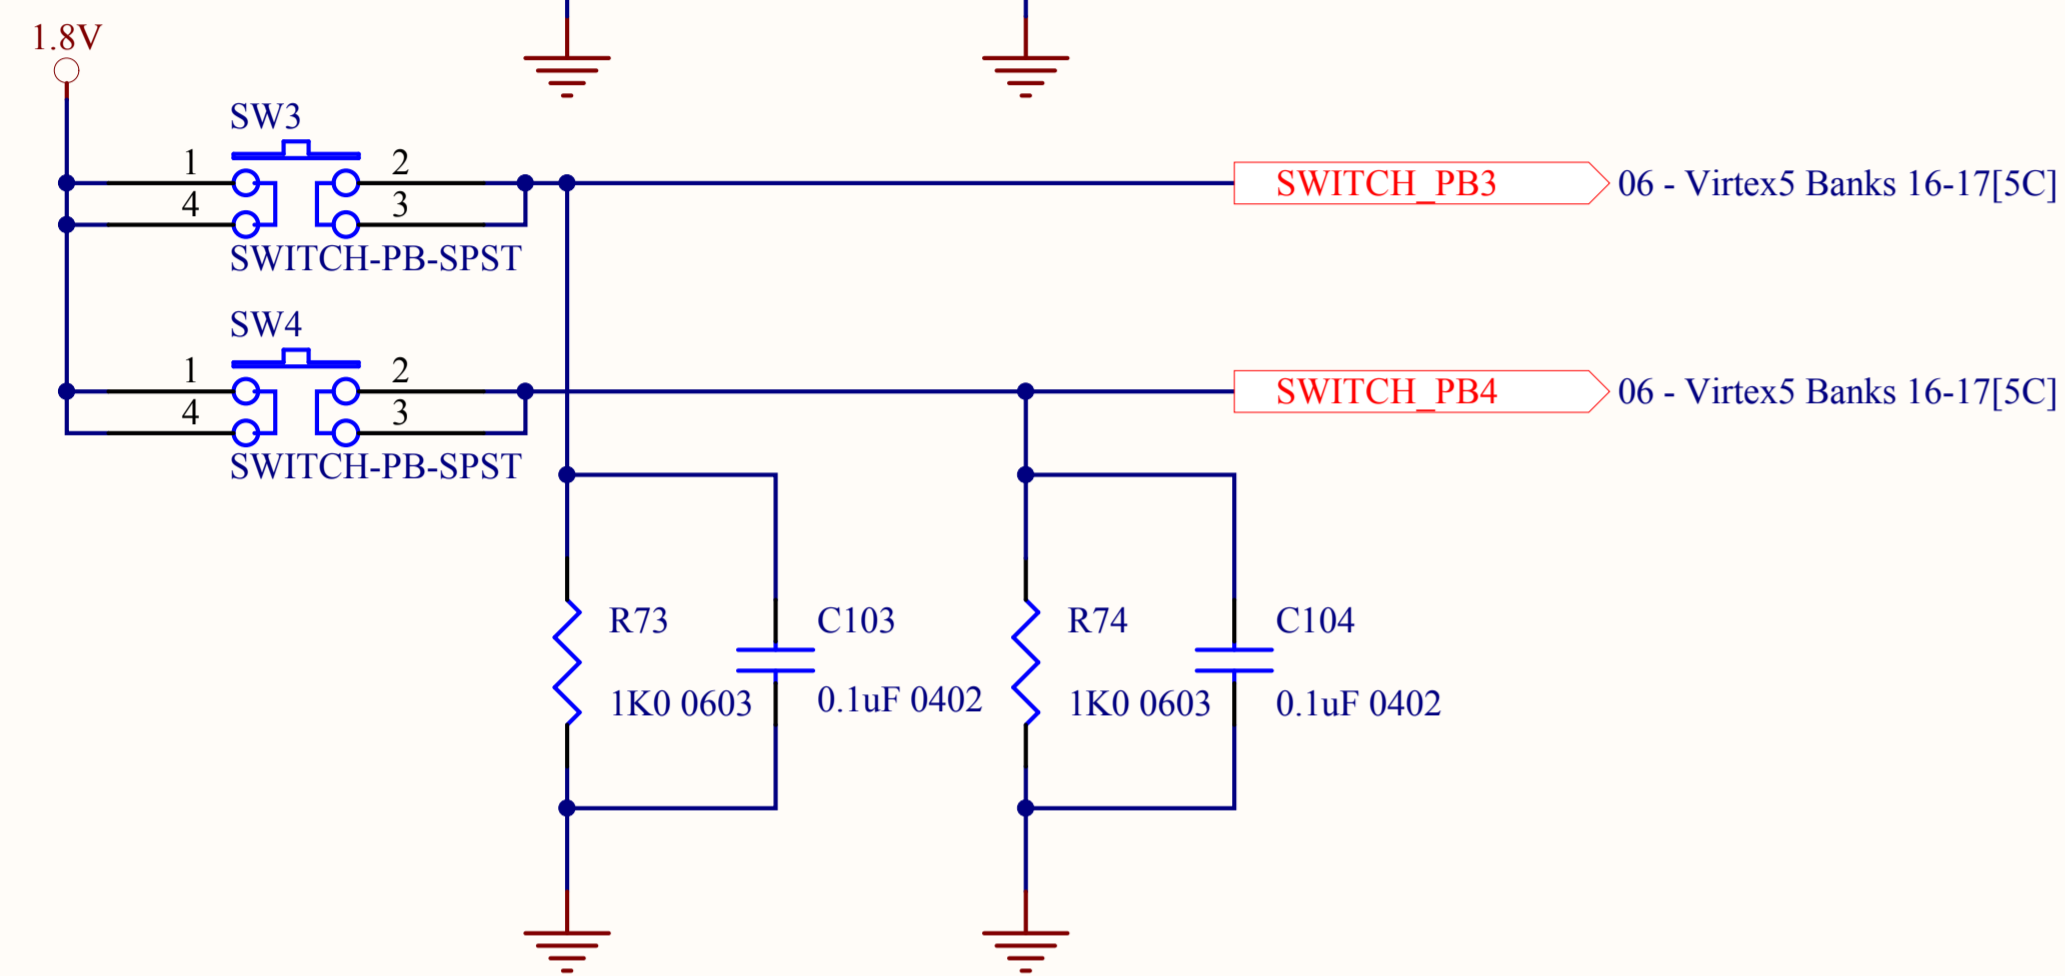 1.8V
SW3
1
2
4
3
SWITCH-PB-SPST
SWITCH_PB3
06 - Virtex5 Banks 16-17[5C]
SW4
1
2
4
3
SWITCH-PB-SPST
SWITCH_PB4
06 - Virtex5 Banks 16-17[5C]
R73
1K0 0603
C103
0.1uF 0402
R74
1K0 0603
C104
0.1uF 0402